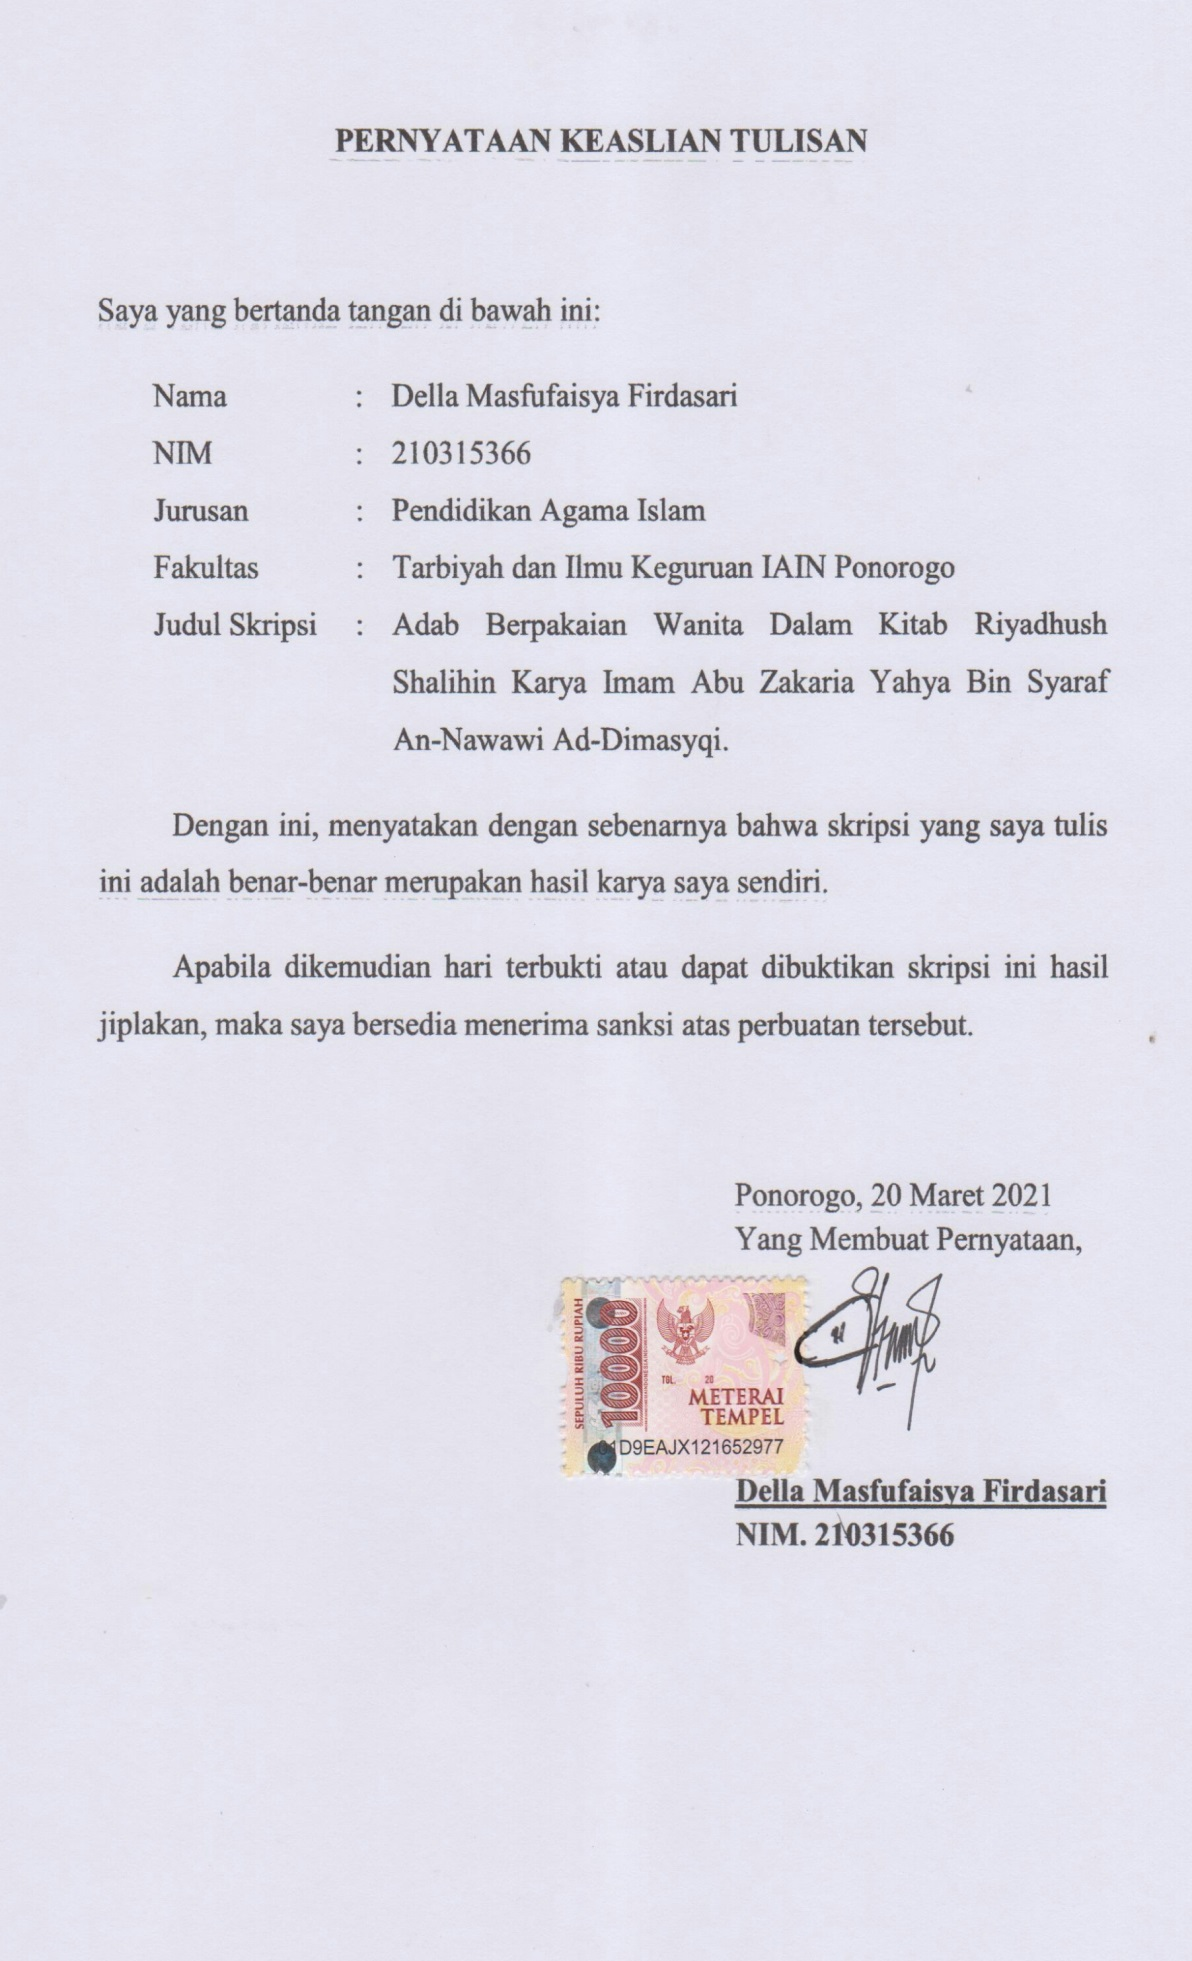 PERNYATAAN KEASLIAN TULISAN
Saya yang bertanda tangan di bawah ini:
Nama : Della Masfufaisya Firdasari
NIM : 210315366
Jurusan : Pendidikan Agama Islam
Fakultas : Tarbiyah dan Ilmu Keguruan IAIN Ponorogo
Judul Skripsi : Adab Berpakaian Wanita Dalam Kitab Riyadhush
Shalihin Karya Imam Abu Zakaria Yahya Bin Syaraf
An-Nawawi Ad-Dimasyqi.
Dengan ini, menyatakan dengan sebenarnya bahwa skripsi yang saya tulis
ini adalah benar-benar merupakan hasil karya saya sendiri.
Apabila dikemudian hari terbukti atau dapat dibuktikan skripsi ini hasil
jiplakan, maka saya bersedia menerima sanksi atas perbuatan tersebut.
Ponorogo, 20 Maret 2021
Yang Membuat Pernyataan,
SEPULUH RIBU RUPIAH
10000
TGL. 20
METERAI
TEMPEL
D9EAJX121652977
Della Masfufaisya Firdasari
NIM. 210315366